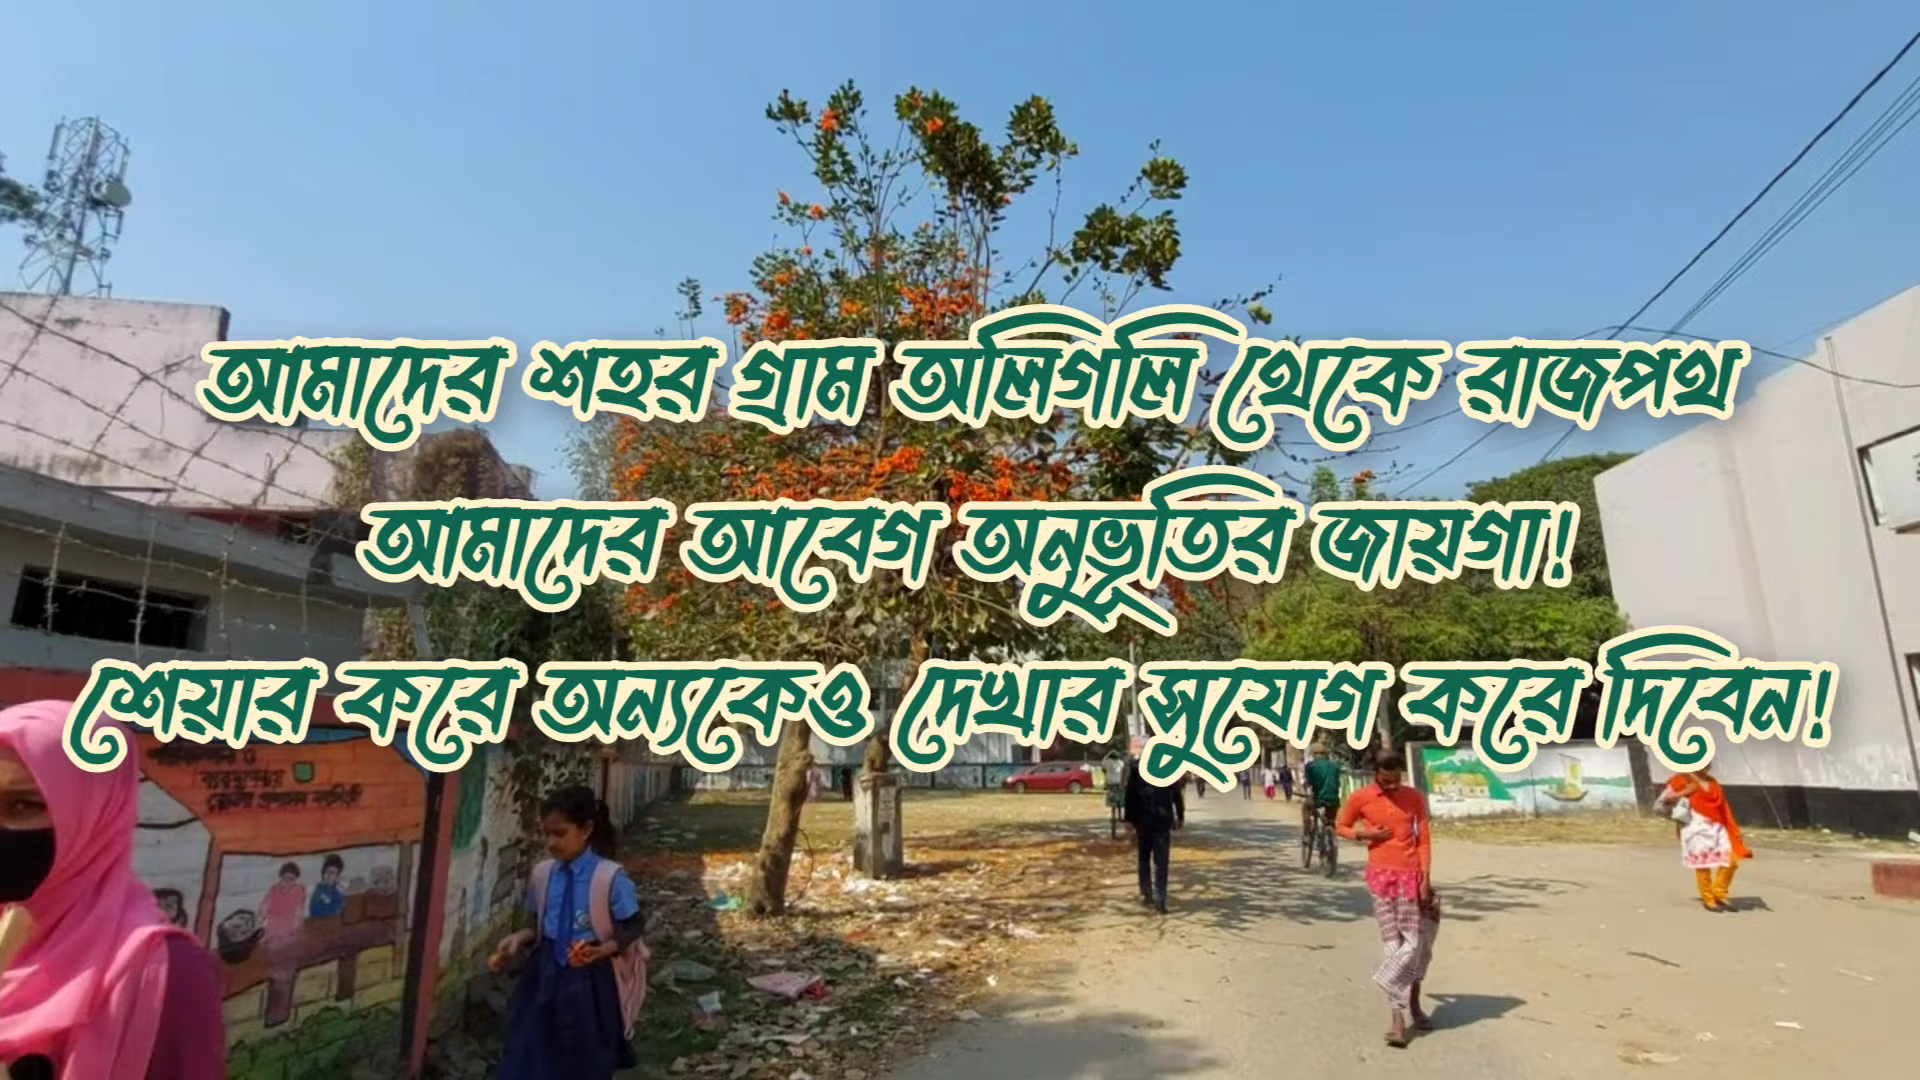 আমাদের শহর গ্রাম অলিগলি থেকে রাজপথ
আমাদের আবেগ অনুভূতির জায়গা!
শেয়ার করে অন্যকেও দেখার সুযোগ করে দিবেন!